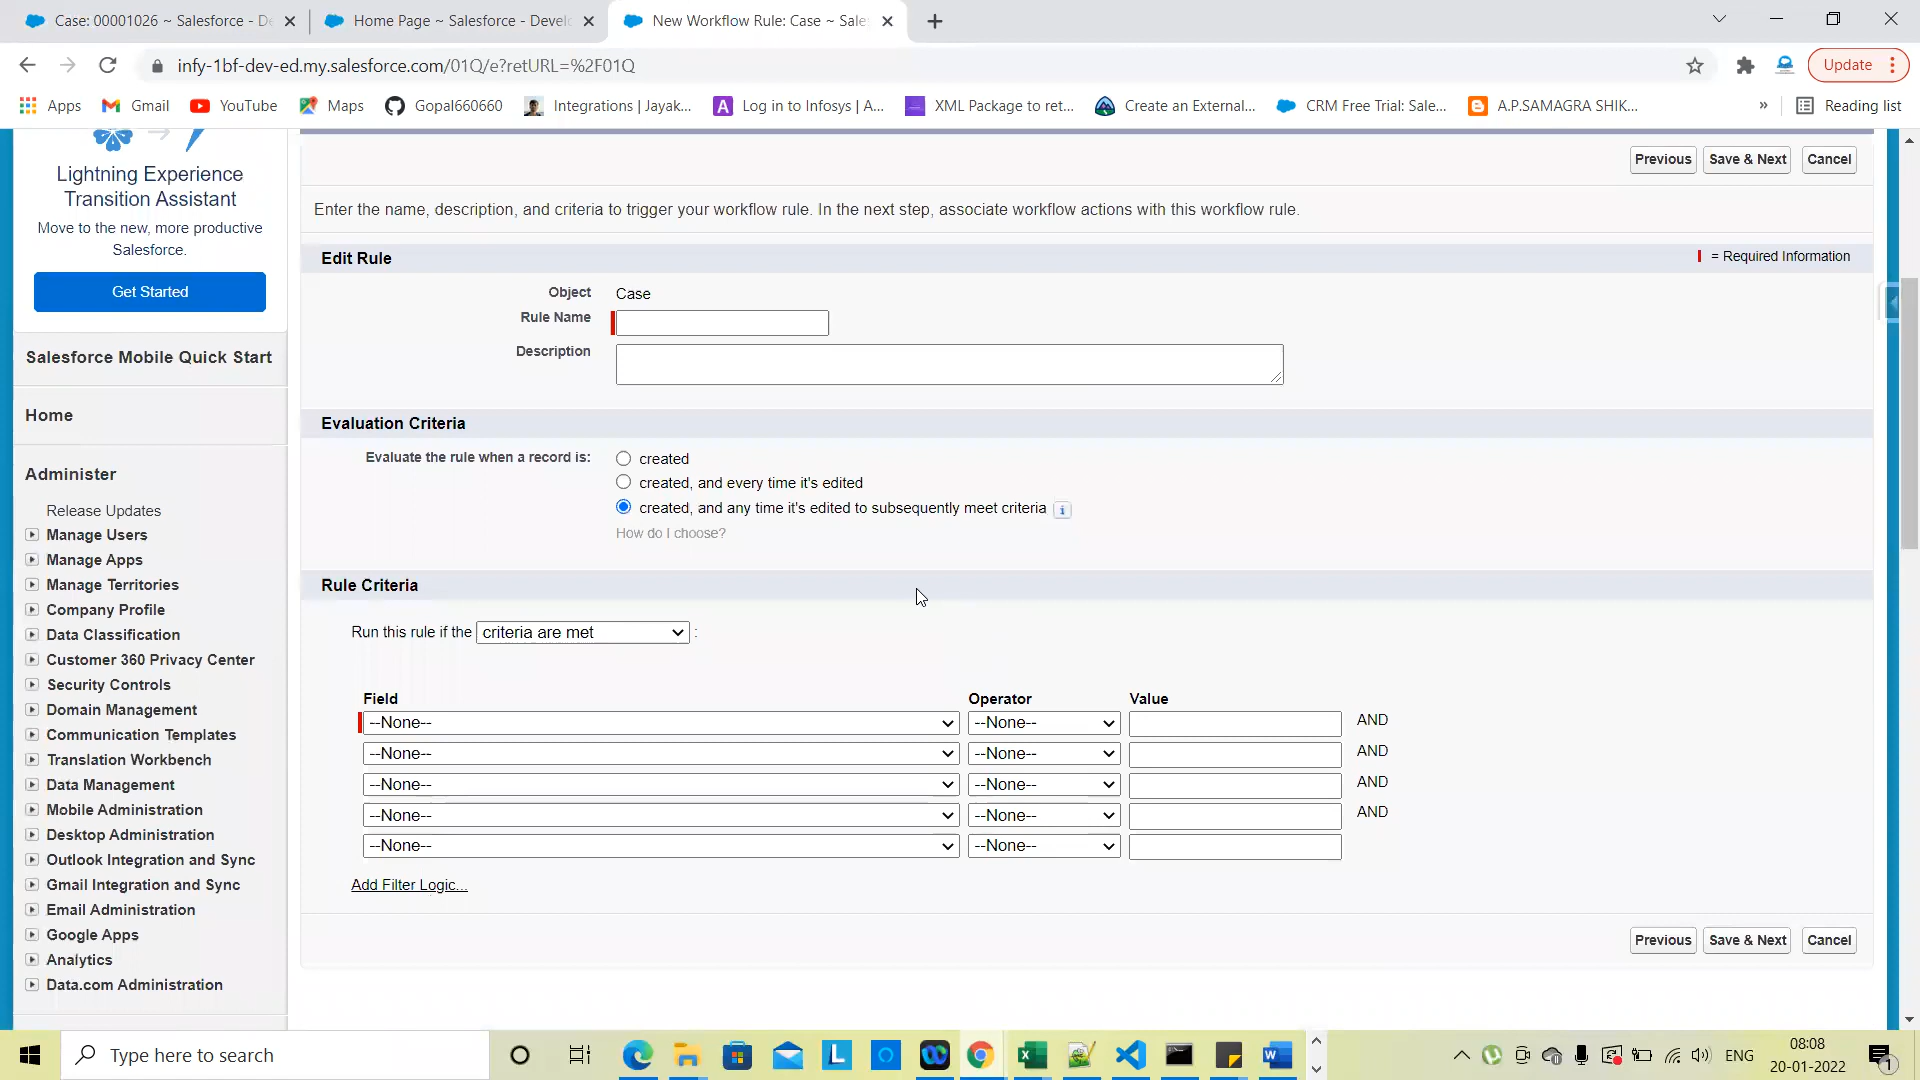 Case: 00001026 ~ Salesforce - De
Home Page ~ Salesforce - Develo
New Workflow Rule: Case ~ Sale
infy-1bf-dev-ed.my.salesforce.com/01Q/e?retURL=%2F01Q
Update
Apps
Gmail
YouTube
Maps
Gopal660060
Integrations | Jayak...
Log in to Infosys | A...
XML Package to ret...
Create an External...
CRM Free Trial: Sale...
A.P.SAMAGRA SHIK...
»
Reading list
Lightning Experience
Transition Assistant
Move to the new, more productive
Salesforce.
Get Started
Salesforce Mobile Quick Start
Home
Administer
Release Updates
Manage Users
Manage Apps
Manage Territories
Company Profile
Data Classification
Customer 360 Privacy Center
Security Controls
Domain Management
Communication Templates
Translation Workbench
Data Management
Mobile Administration
Desktop Administration
Outlook Integration and Sync
Gmail Integration and Sync
Email Administration
Google Apps
Analytics
Data.com Administration
Previous Save & Next Cancel
Enter the name, description, and criteria to trigger your workflow rule. In the next step, associate workflow actions with this workflow rule.
Edit Rule
= Required Information
Object Case
Rule Name
Description
Evaluation Criteria
Evaluate the rule when a record is: created
created, and every time it's edited
created, and any time it's edited to subsequently meet criteria i
How do I choose?
Rule Criteria
Run this rule if the criteria are met :
Field Operator Value
--None-- --None-- AND
--None-- --None-- AND
--None-- --None-- AND
--None-- --None-- AND
--None-- --None--
Add Filter Logic...
Previous Save & Next Cancel
Type here to search
ENG
08:08
20-01-2022
1